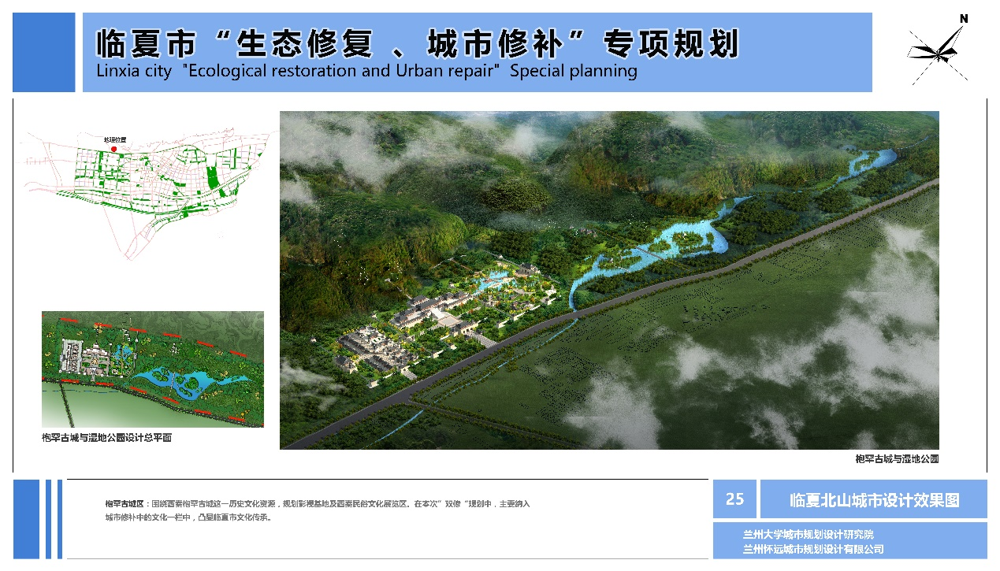 临夏市“生态修复 、城市修补”专项规划
Linxia city "Ecological restoration and Urban repair" Special planning
N
地理位置
枹罕古城与湿地公园设计总平面
枹罕古城与湿地公园
枹罕古城区：围绕西秦枹罕古城这一历史文化资源，规划影视基地及西秦民俗文化展览区。在本次”双修“规划中，主要纳入
城市修补中的文化一栏中，凸显临夏市文化传承。
25
临夏北山城市设计效果图
兰州大学城市规划设计研究院
兰州怀远城市规划设计有限公司